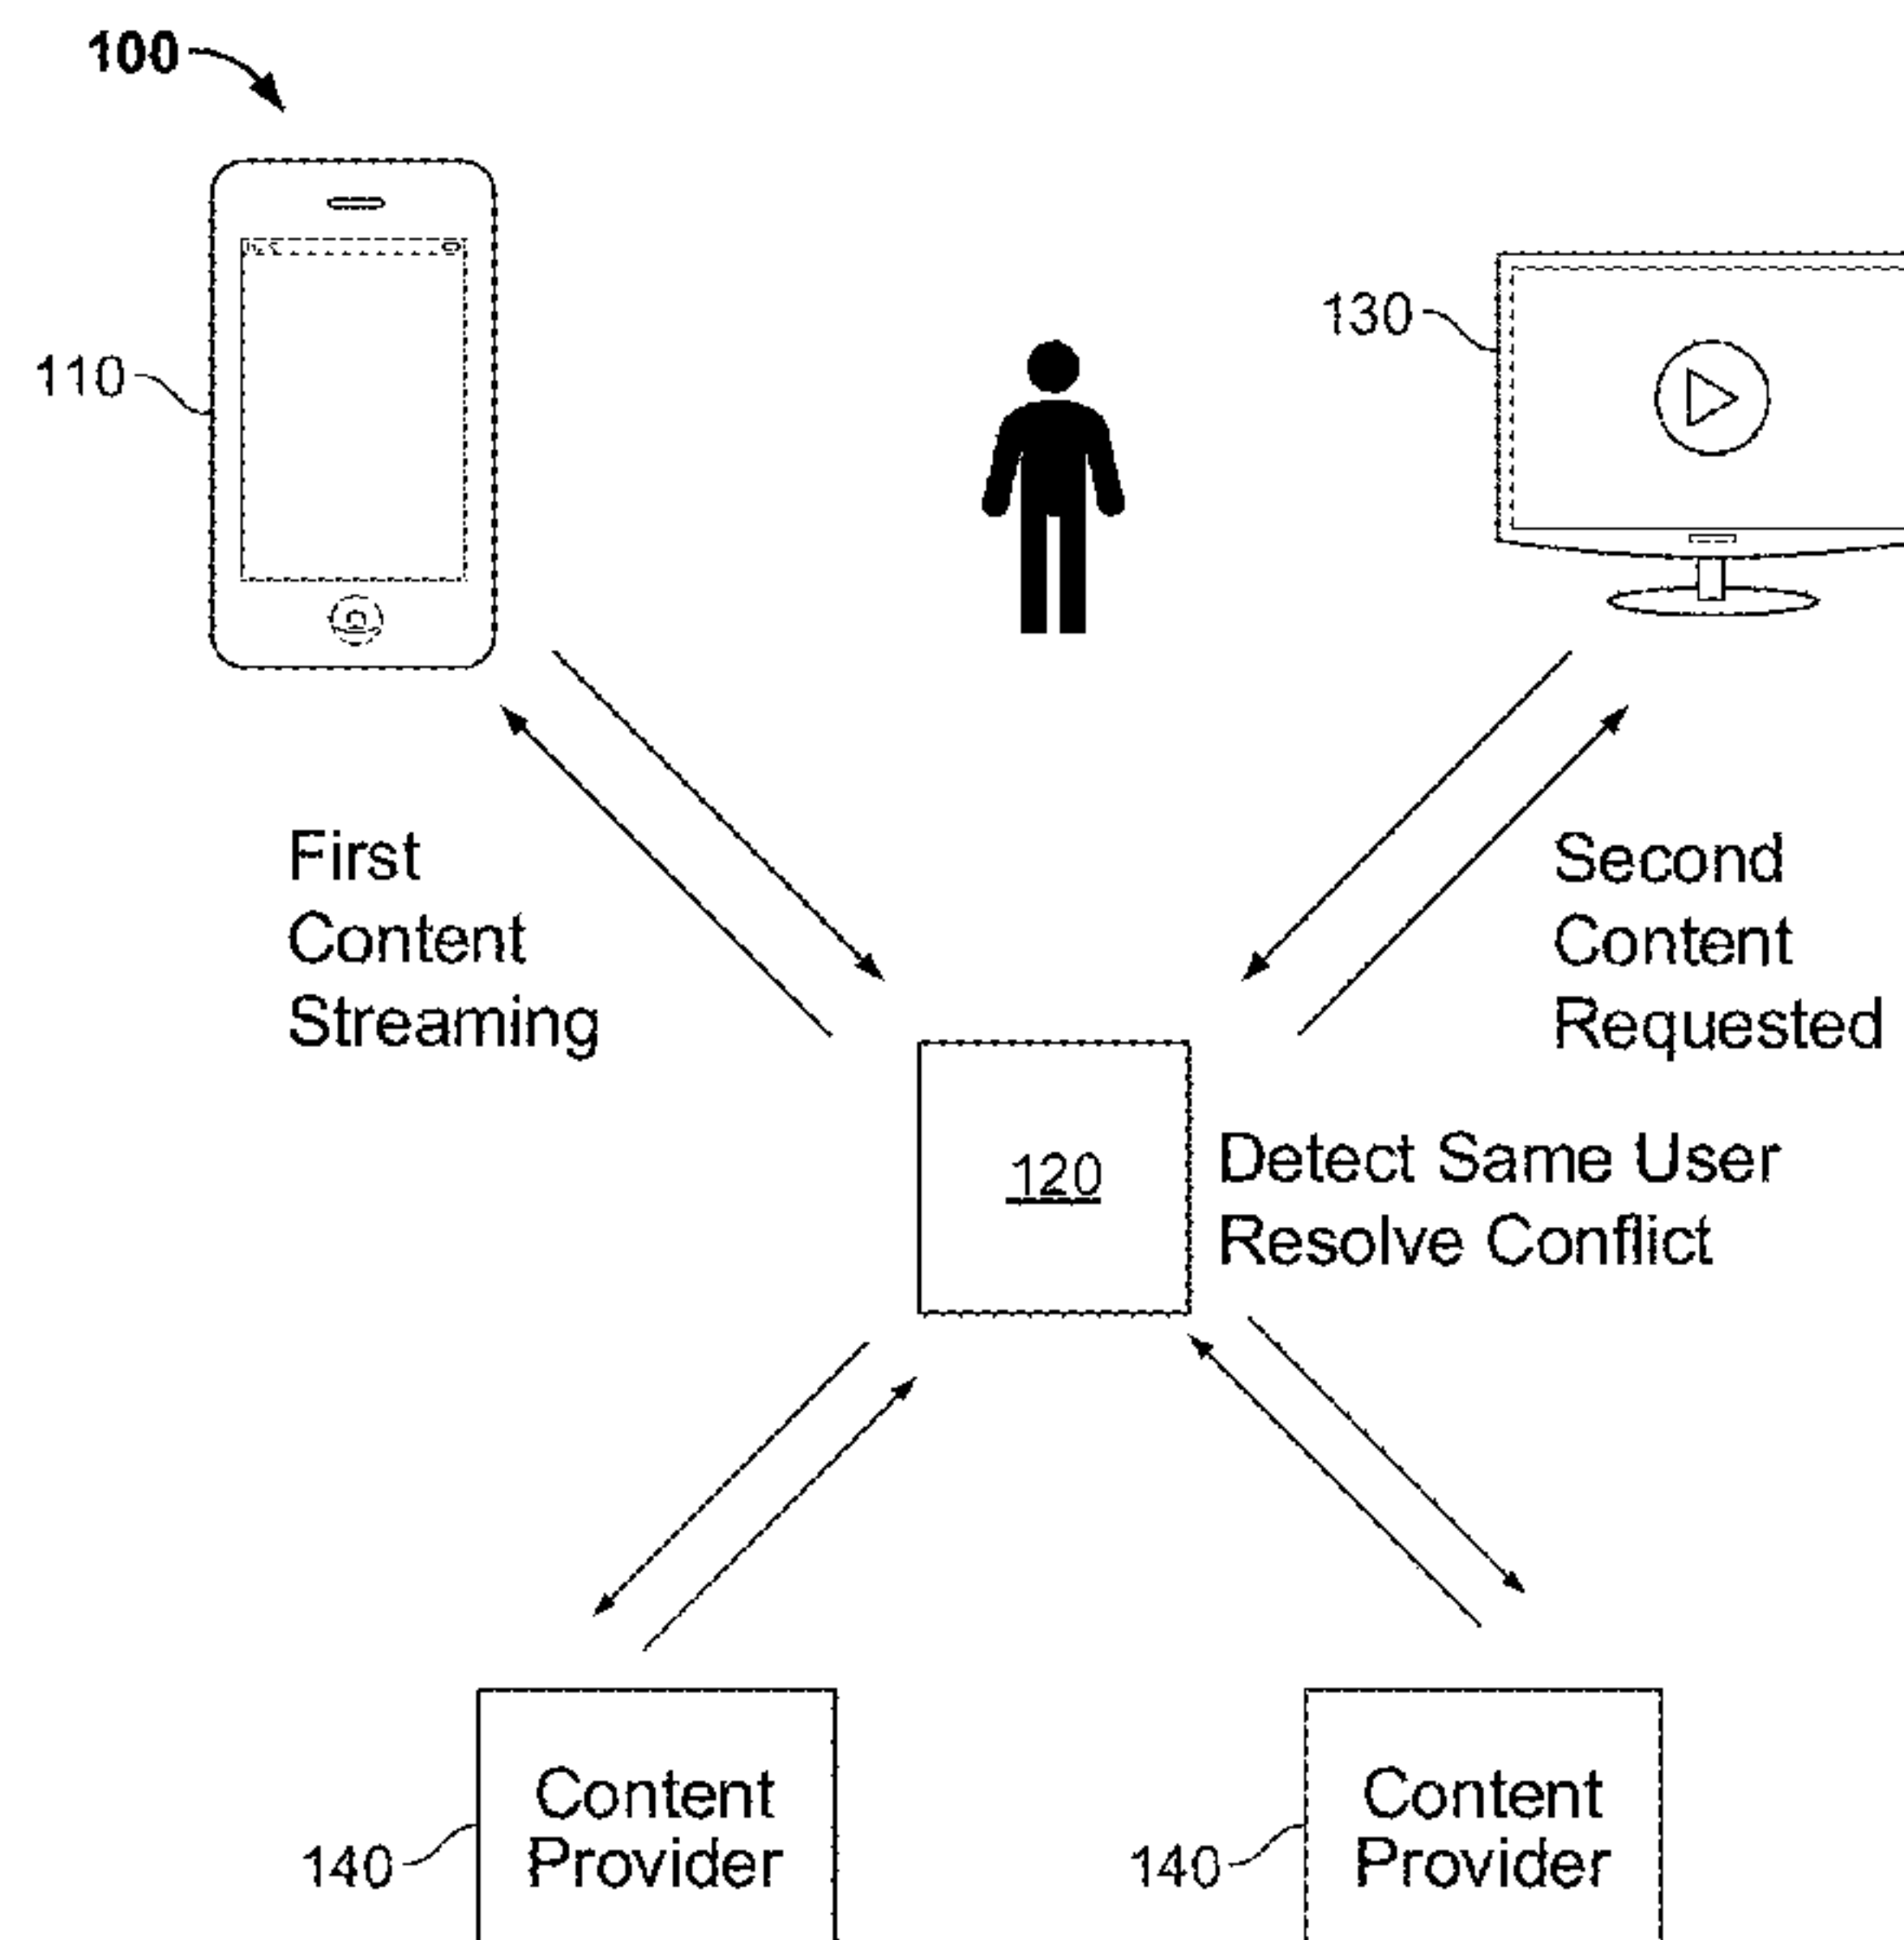 100
110
130
First
Content
Streaming
Second
Content
Requested
120
Detect Same User
Resolve Conflict
Content
Provider
140
Content
Provider
140